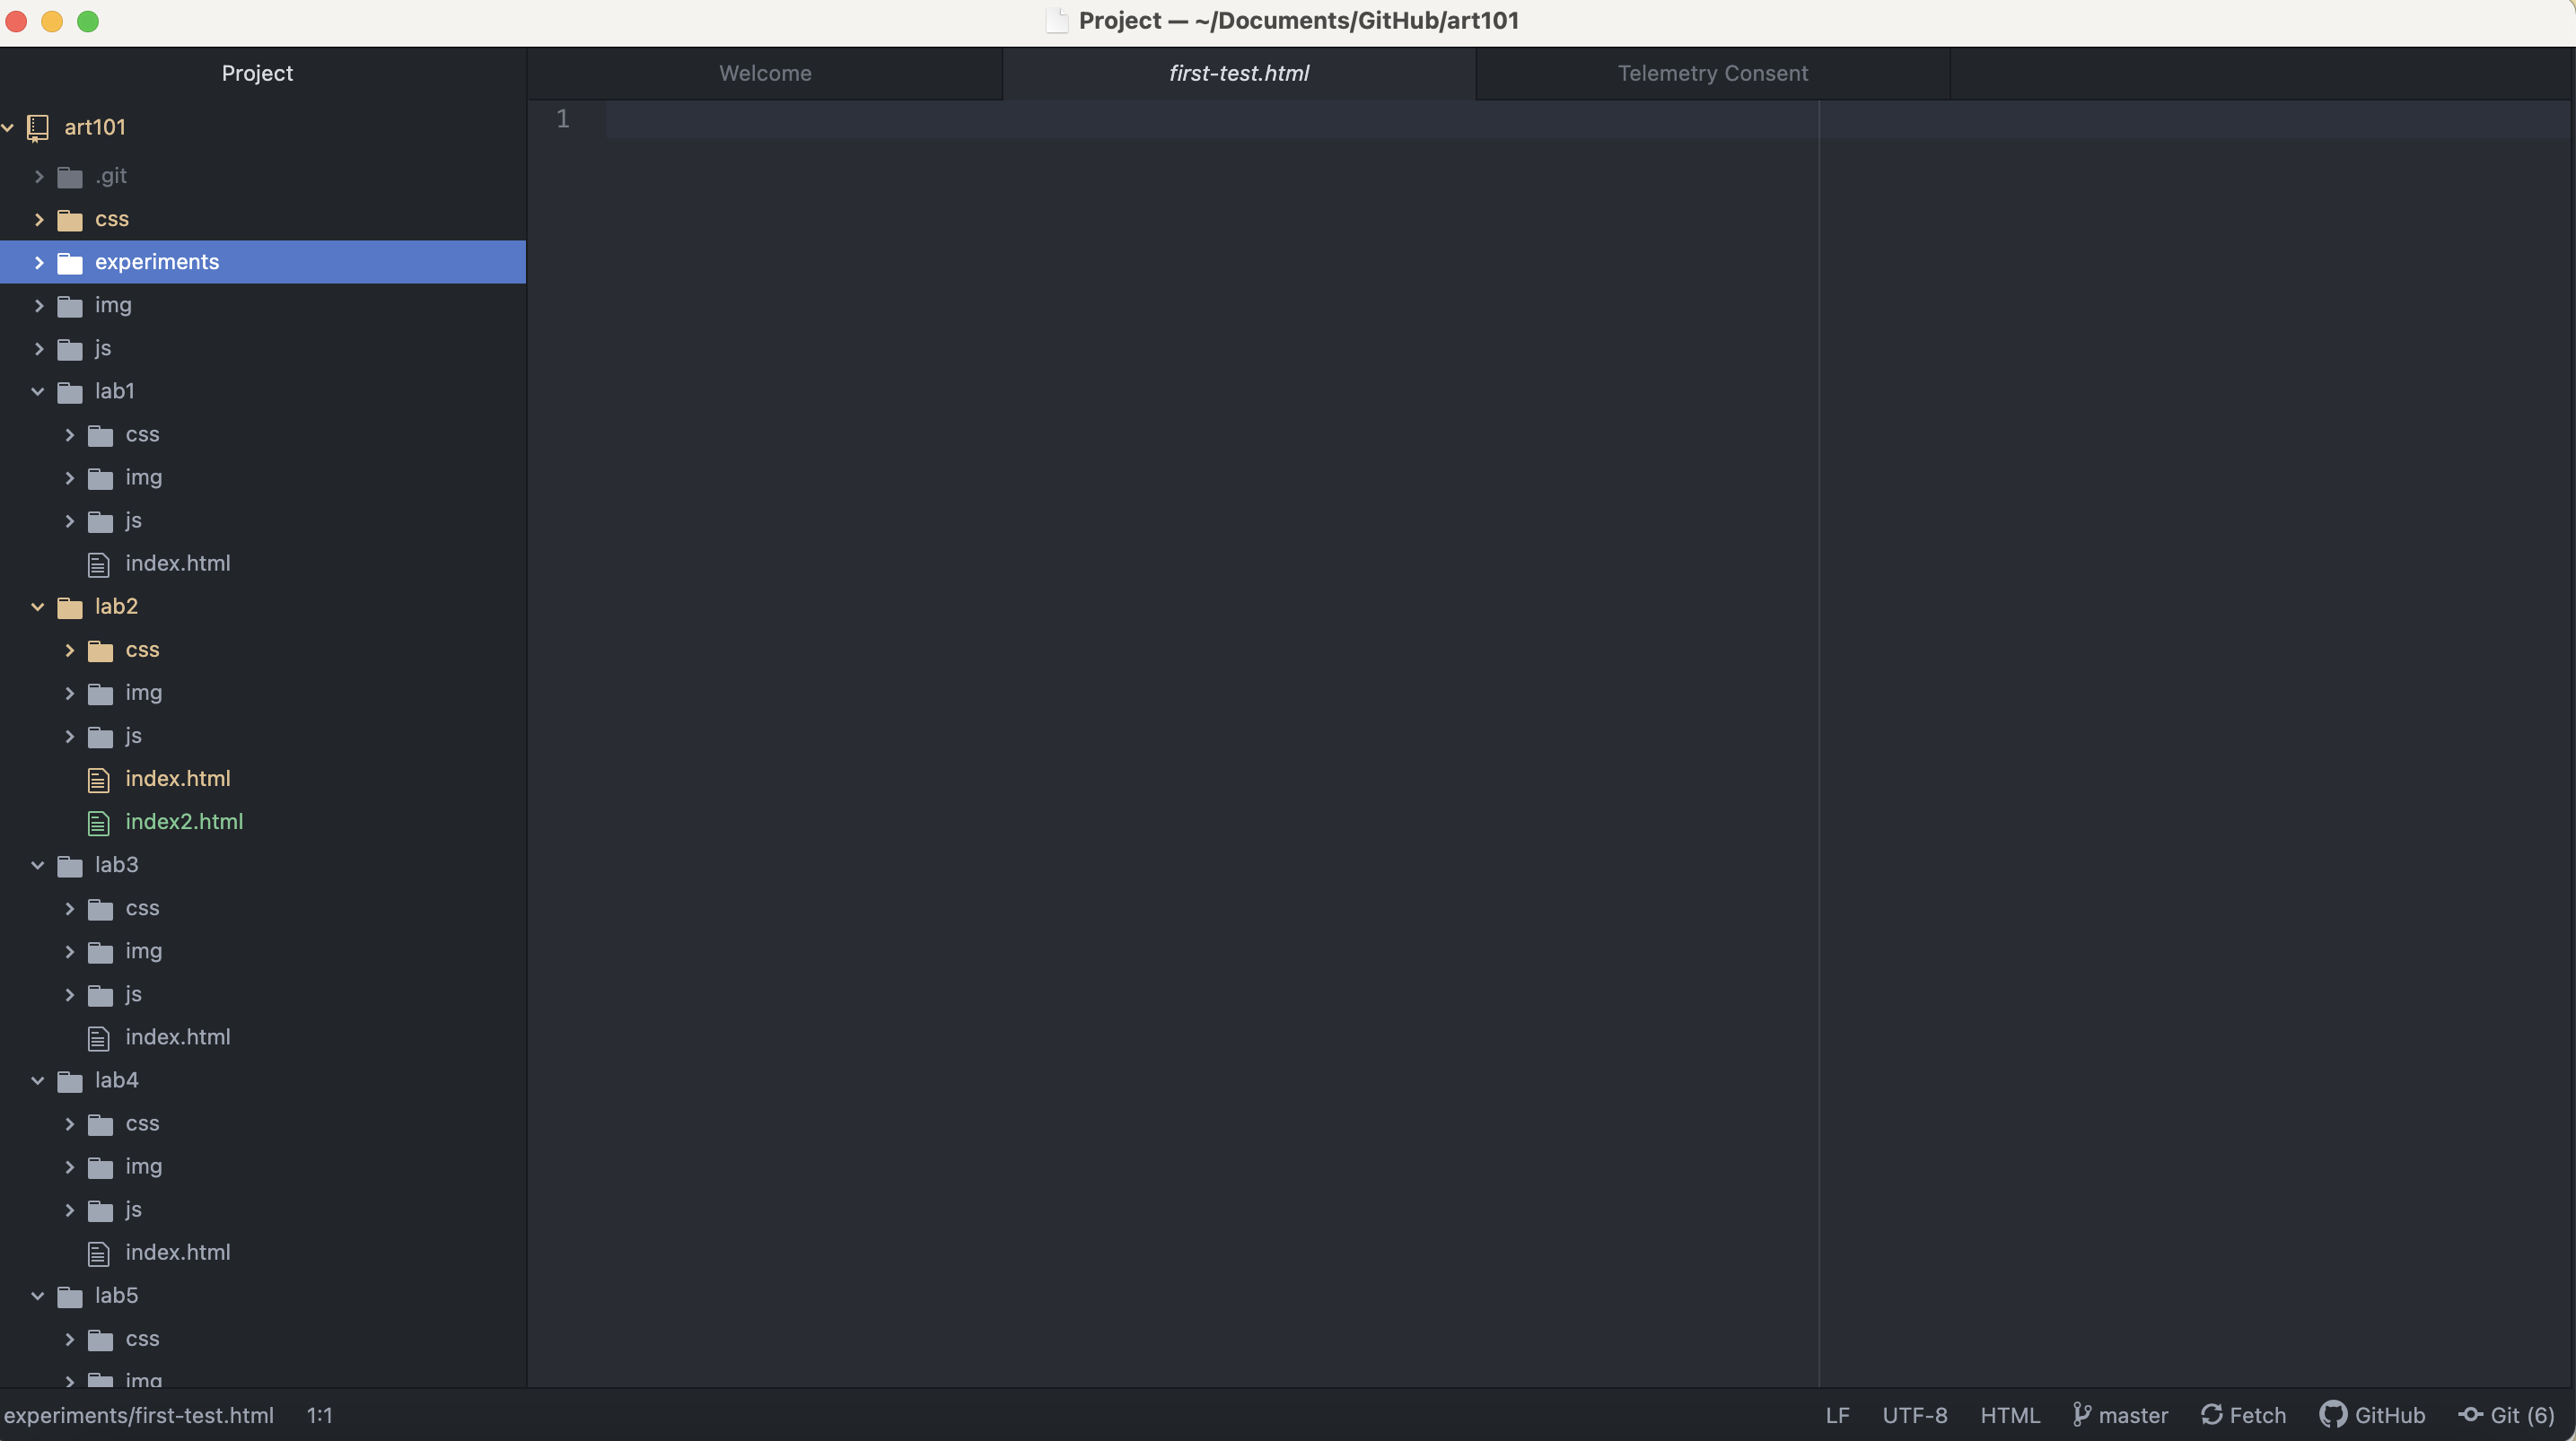 Project — ~/Documents/GitHub/art101
Project
Welcome
first-test.html
Telemetry Consent
art101
.git
css
experiments
img
js
lab1
css
img
js
index.html
lab2
css
img
js
index.html
index2.html
lab3
css
img
js
index.html
lab4
css
img
js
index.html
lab5
css
img
1
experiments/first-test.html 1:1
LF UTF-8 HTML master Fetch GitHub Git (6)